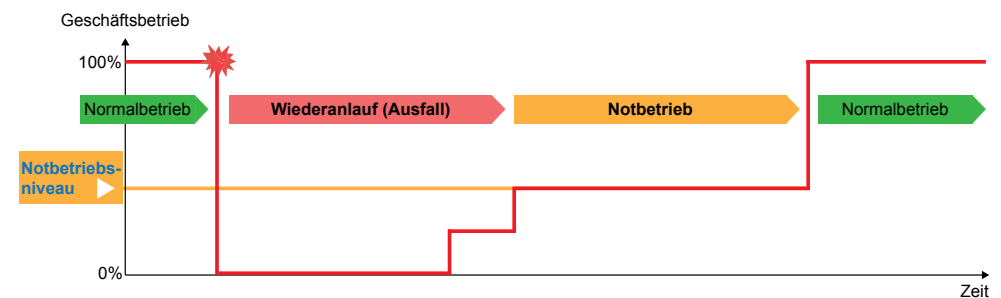 Geschäftsbetrieb
100%
Normalbetrieb
Wiederanlauf (Ausfall)
Notbetrieb
Normalbetrieb
Notbetriebs-
niveau
0%
Zeit